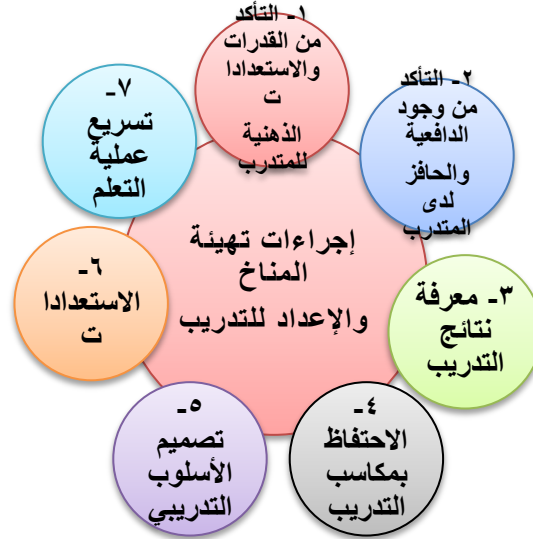 إجراءات تهيئة
المناخ
والإعداد للتدريب
١- التأكد
من القدرات
والاستعدادا
ت
الذهنية
للمتدرب
٢- التأكد
من وجود
الدافعية
والحافز
لدى
المتدرب
٣- معرفة
نتائج
التدريب
٤-
الاحتفاظ
بمكاسب
التدريب
٥-
تصميم
الأسلوب
التدريبي
٦-
الاستعدادا
ت
٧-
تسريع
عملية
التعلم